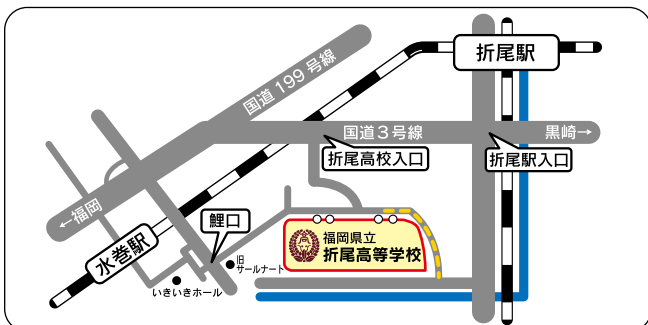 折尾駅
国道199号線
国道3号線
黒崎→
折尾高校入口
折尾駅入口
←福岡
鯉口
水巻駅
福岡県立
折尾高等学校
旧
サールナート
いきいきホール